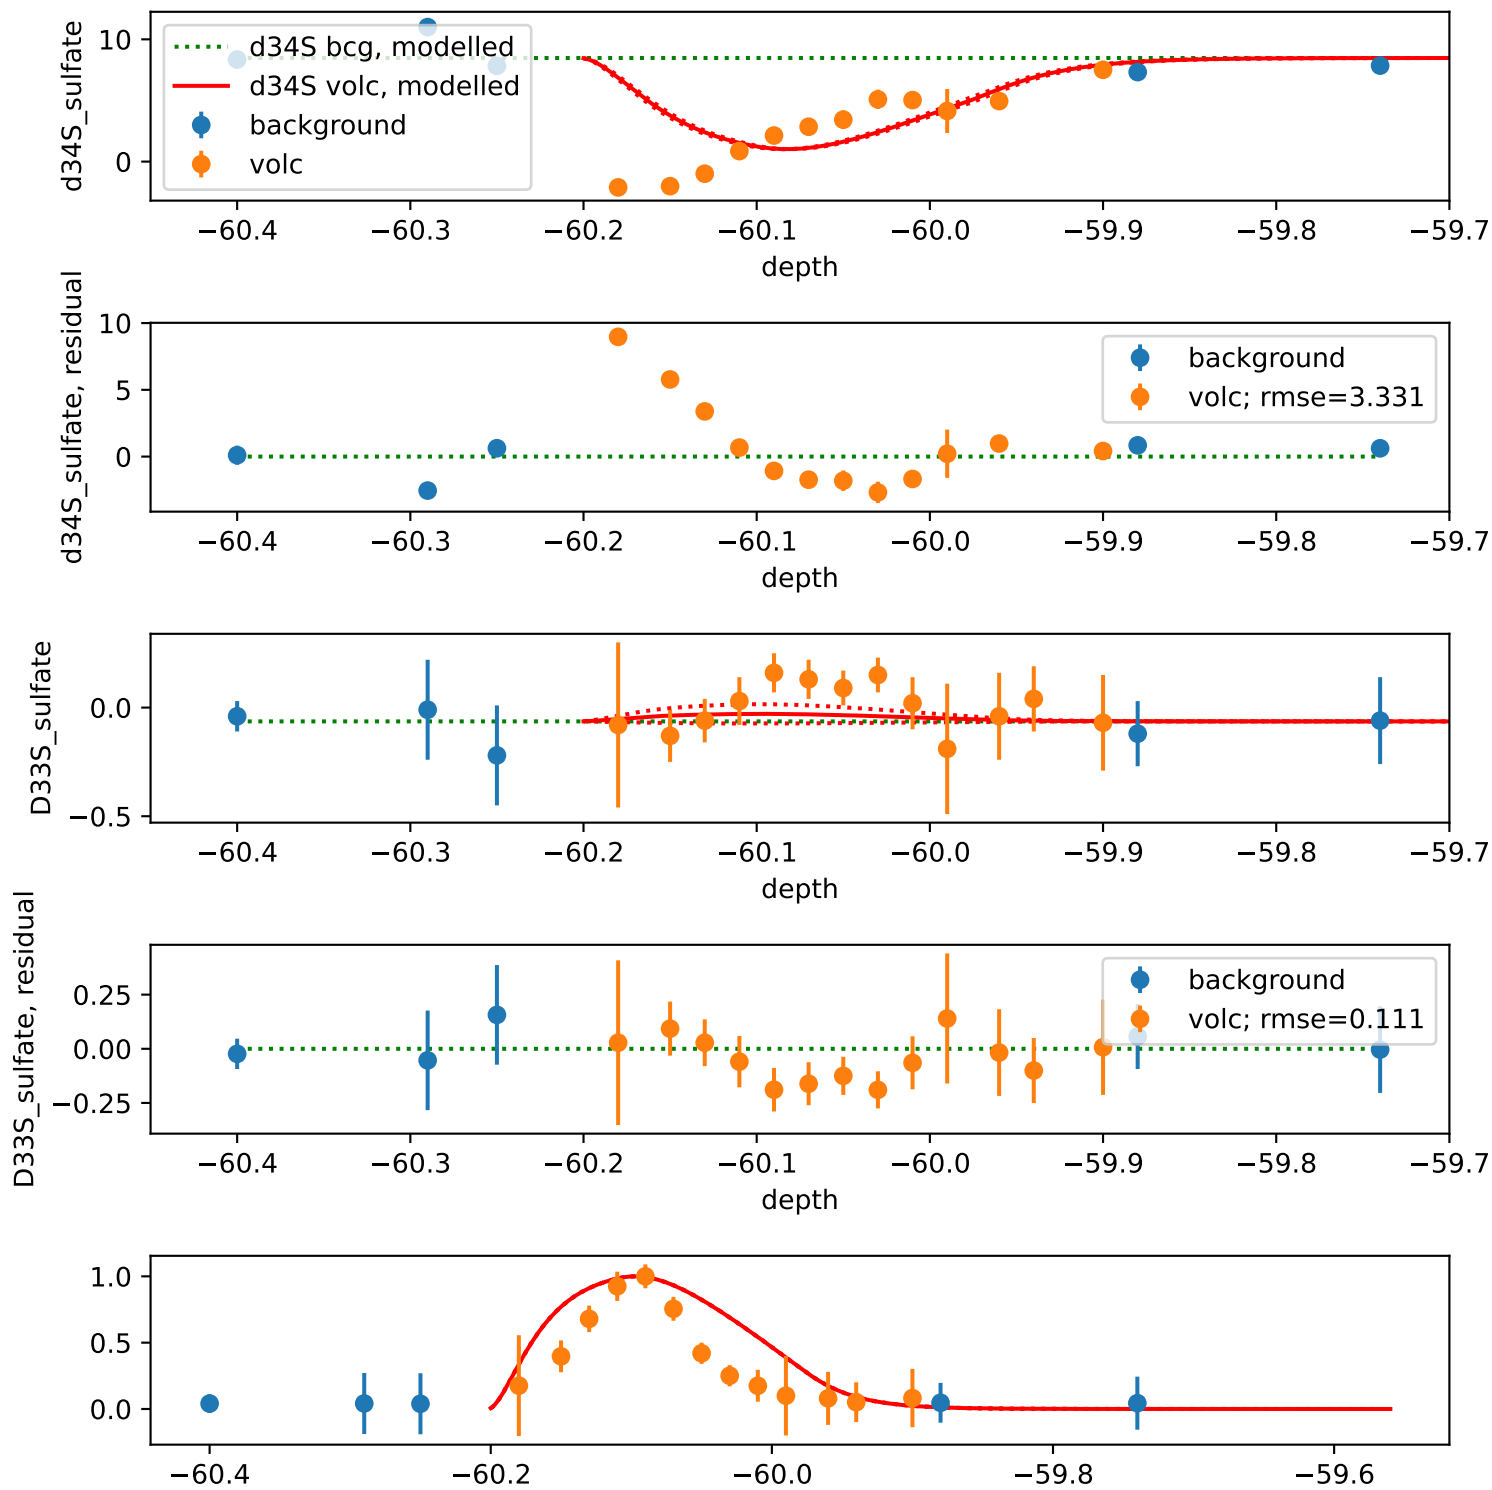 d34S_sulfate
10
0
d34S bcg, modelled
d34S volc, modelled
background
volc
−60.4 −60.3 −60.2 −60.1 −60.0 −59.9 −59.8 −59.7
depth
d34S_sulfate, residual
10
5
0
background
volc; rmse=3.331
−60.4 −60.3 −60.2 −60.1 −60.0 −59.9 −59.8 −59.7
depth
D33S_sulfate
0.0
−0.5
−60.4 −60.3 −60.2 −60.1 −60.0 −59.9 −59.8 −59.7
depth
D33S_sulfate, residual
0.25
0.00
−0.25
background
volc; rmse=0.111
−60.4 −60.3 −60.2 −60.1 −60.0 −59.9 −59.8 −59.7
depth
1.0
0.5
0.0
−60.4 −60.2 −60.0 −59.8 −59.6